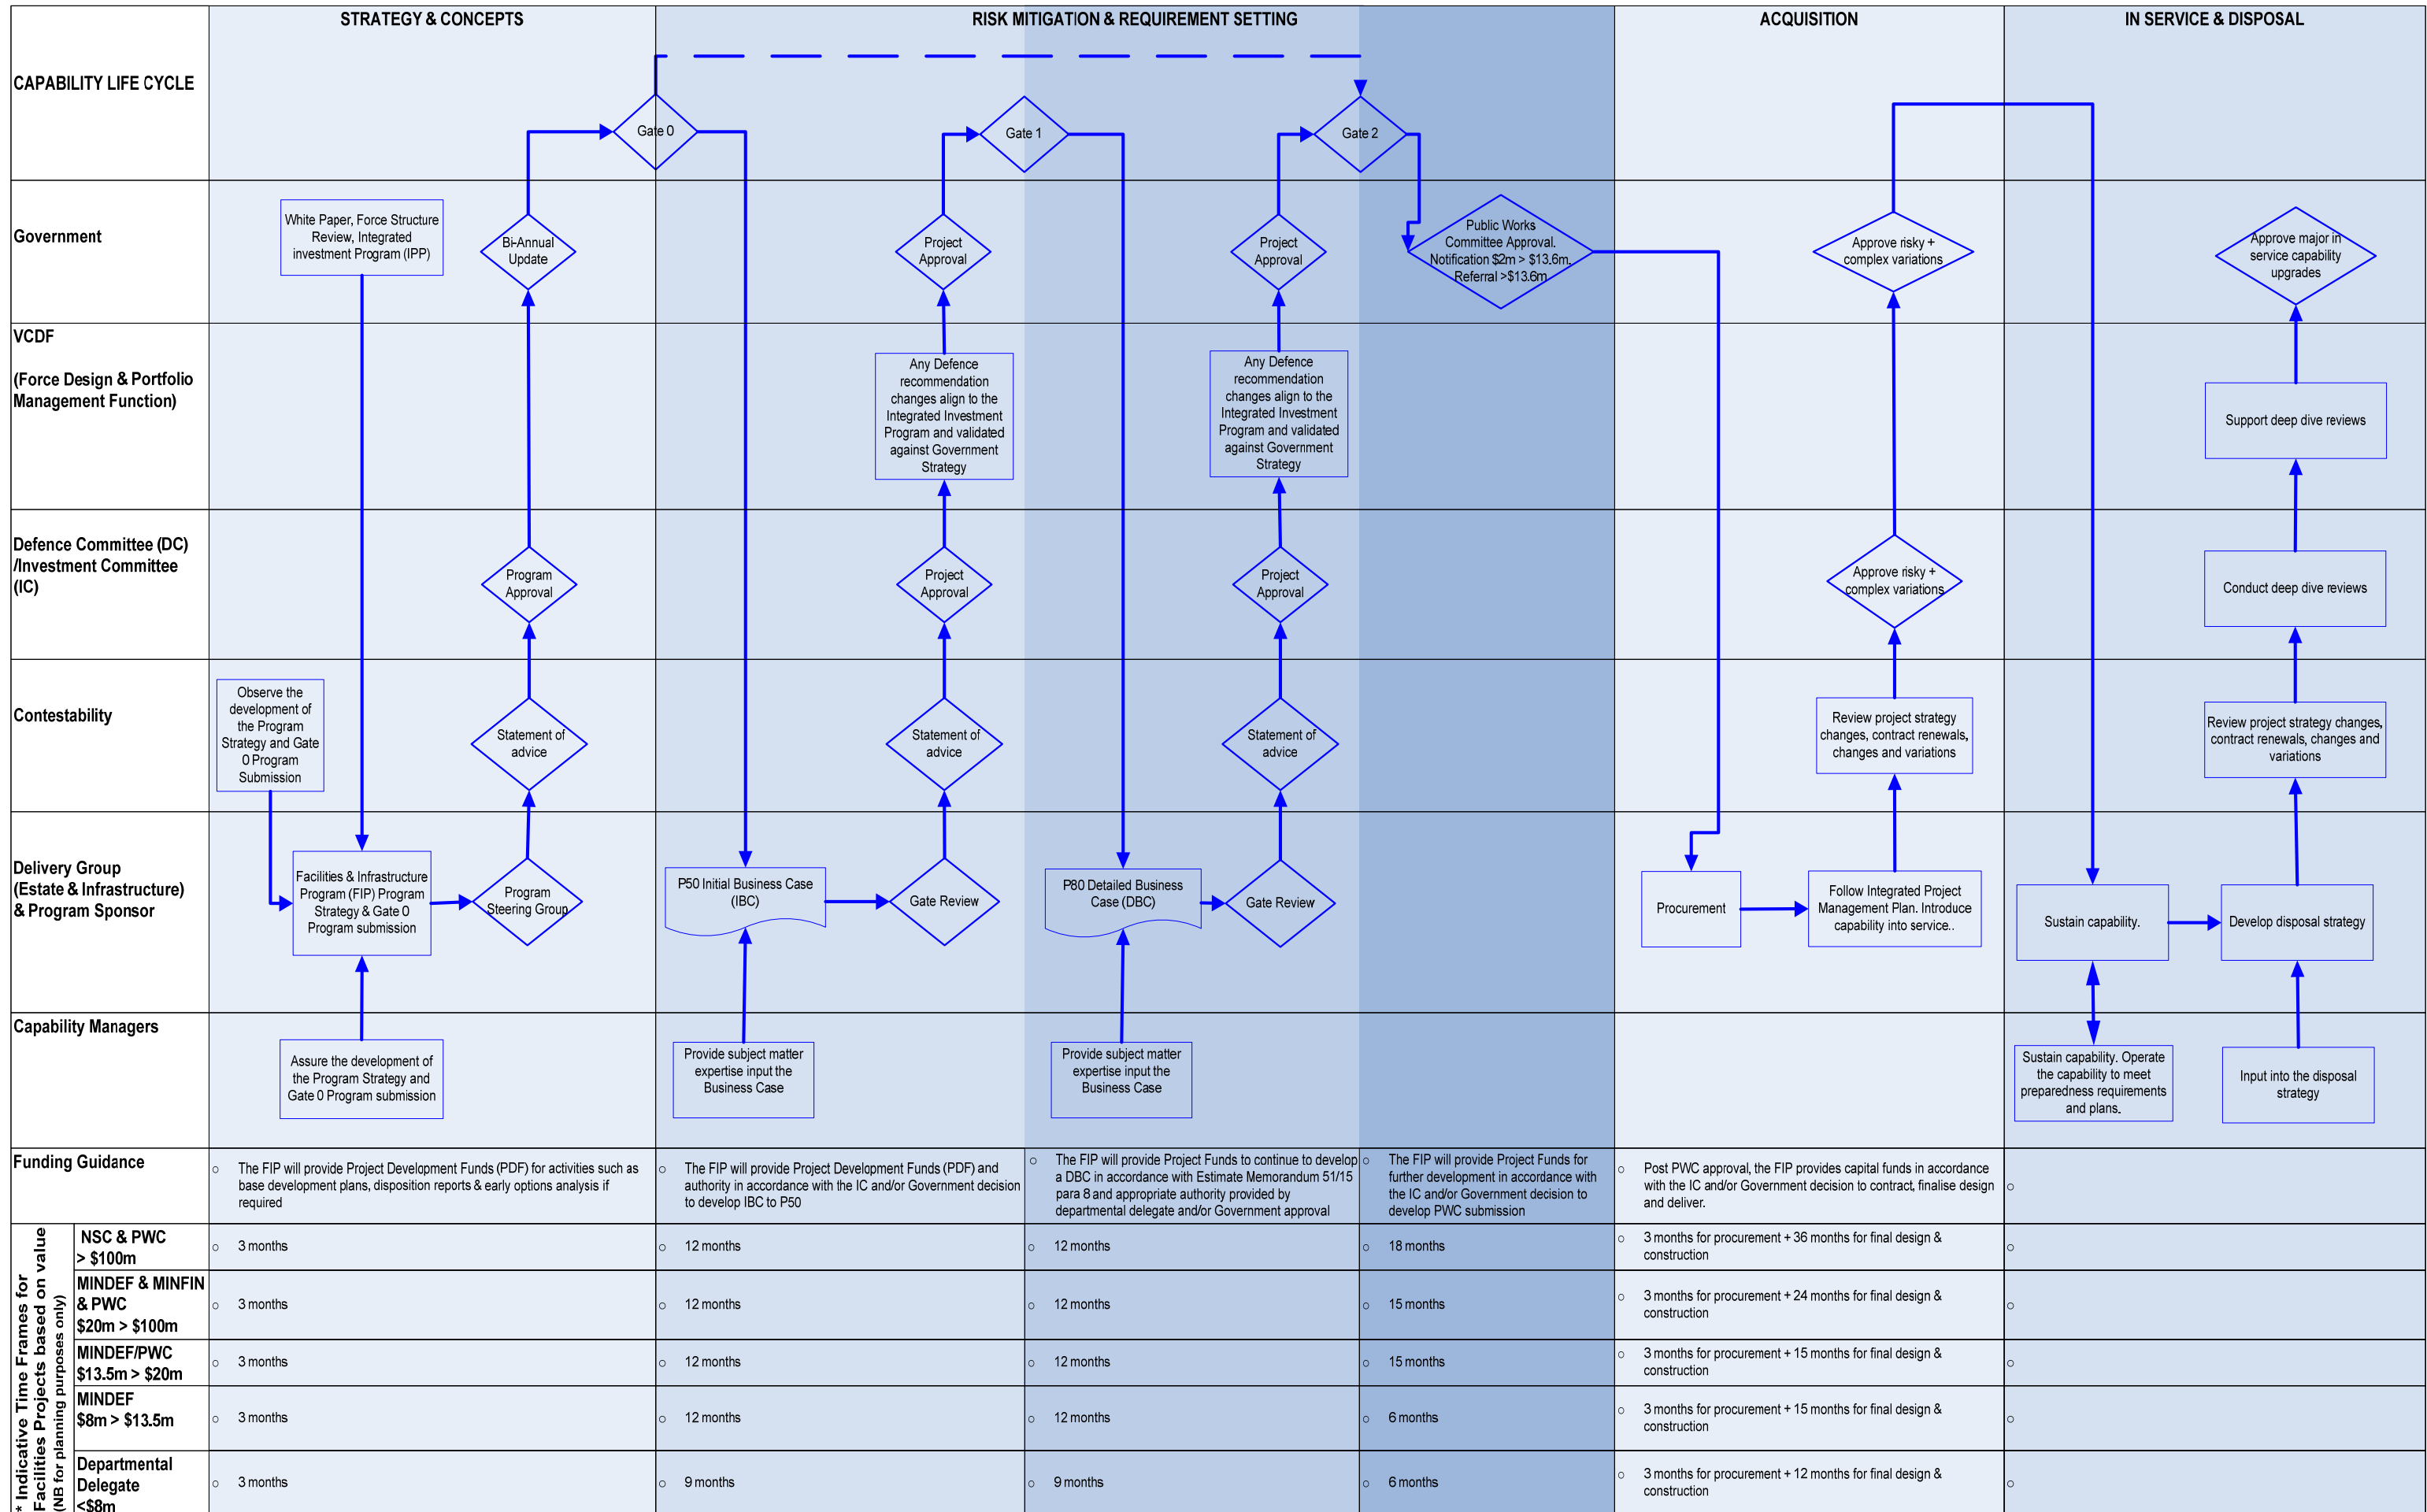 STRATEGY & CONCEPTS
RISK MITIGATION & REQUIREMENT SETTING
ACQUISITION
IN SERVICE & DISPOSAL
CAPABILITY LIFE CYCLE
Gate 0
Gate 1
Gate 2
Government
White Paper, Force Structure
Review, Integrated
investment Program (IPP)
Bi-Annual
Update
Project
Approval
Project
Approval
Public Works
Committee Approval.
Notification $2m > $13.6m.
Referral >$13.6m
Approve risky +
complex variations
Approve major in
service capability
upgrades
VCDF
(Force Design & Portfolio
Management Function)
Any Defence
recommendation
changes align to the
Integrated Investment
Program and validated
against Government
Strategy
Any Defence
recommendation
changes align to the
Integrated Investment
Program and validated
against Government
Strategy
Support deep dive reviews
Defence Committee (DC)
/Investment Committee
(IC)
Program
Approval
Project
Approval
Project
Approval
Approve risky +
complex variations
Conduct deep dive reviews
Contestability
Observe the
development of
the Program
Strategy and Gate
0 Program
Submission
Statement of
advice
Statement of
advice
Statement of
advice
Review project strategy
changes, contract renewals,
changes and variations
Review project strategy changes,
contract renewals, changes and
variations
Delivery Group
(Estate & Infrastructure)
& Program Sponsor
Facilities & Infrastructure
Program (FIP) Program
Strategy & Gate 0
Program submission
Program
Steering Group
P50 Initial Business Case
(IBC)
Gate Review
P80 Detailed Business
Case (DBC)
Gate Review
Procurement
Follow Integrated Project
Management Plan. Introduce
capability into service..
Sustain capability.
Develop disposal strategy
Capability Managers
Assure the development of
the Program Strategy and
Gate 0 Program submission
Provide subject matter
expertise input the
Business Case
Provide subject matter
expertise input the
Business Case
Sustain capability. Operate
the capability to meet
preparedness requirements
and plans.
Input into the disposal
strategy
Funding Guidance
○ The FIP will provide Project Development Funds (PDF) for activities such as
base development plans, disposition reports & early options analysis if
required
○ The FIP will provide Project Development Funds (PDF) and
authority in accordance with the IC and/or Government decision
to develop IBC to P50
○ The FIP will provide Project Funds to continue to develop
a DBC in accordance with Estimate Memorandum 51/15
para 8 and appropriate authority provided by
departmental delegate and/or Government approval
○ The FIP will provide Project Funds for
further development in accordance with
the IC and/or Government decision to
develop PWC submission
○ Post PWC approval, the FIP provides capital funds in accordance
with the IC and/or Government decision to contract, finalise design
and deliver.
○
* Indicative Time Frames for
Facilities Projects based on value
(NB for planning purposes only)
NSC & PWC
> $100m
○ 3 months
○ 12 months
○ 12 months
○ 18 months
○ 3 months for procurement + 36 months for final design &
construction
○
MINDEF & MINFIN
& PWC
$20m > $100m
○ 3 months
○ 12 months
○ 12 months
○ 15 months
○ 3 months for procurement + 24 months for final design &
construction
○
MINDEF/PWC
$13.5m > $20m
○ 3 months
○ 12 months
○ 12 months
○ 15 months
○ 3 months for procurement + 15 months for final design &
construction
○
MINDEF
$8m > $13.5m
○ 3 months
○ 12 months
○ 12 months
○ 6 months
○ 3 months for procurement + 15 months for final design &
construction
○
Departmental
Delegate
<$8m
○ 3 months
○ 9 months
○ 9 months
○ 6 months
○ 3 months for procurement + 12 months for final design &
construction
○